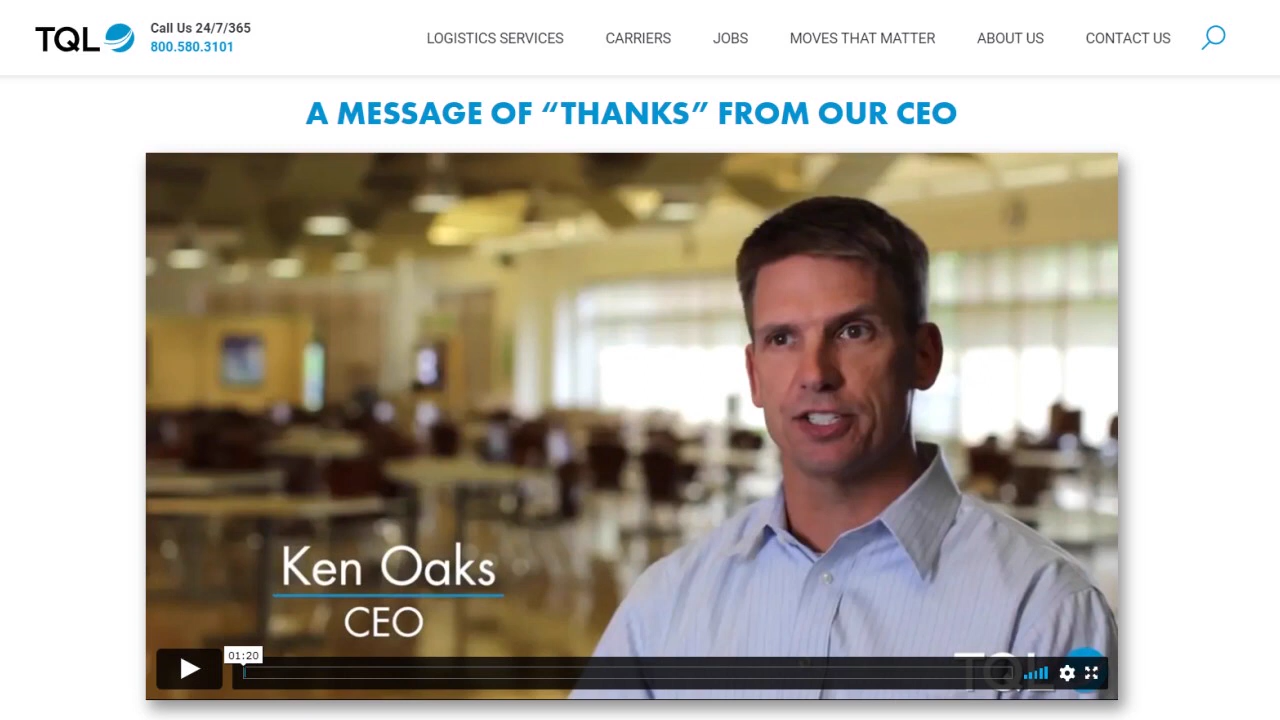 TQL
Call Us 24/7/365
800.580.3101
LOGISTICS SERVICES
CARRIERS
JOBS
MOVES THAT MATTER
ABOUT US
CONTACT US
A MESSAGE OF “THANKS” FROM OUR CEO
Ken Oaks
CEO
01:20
TQL